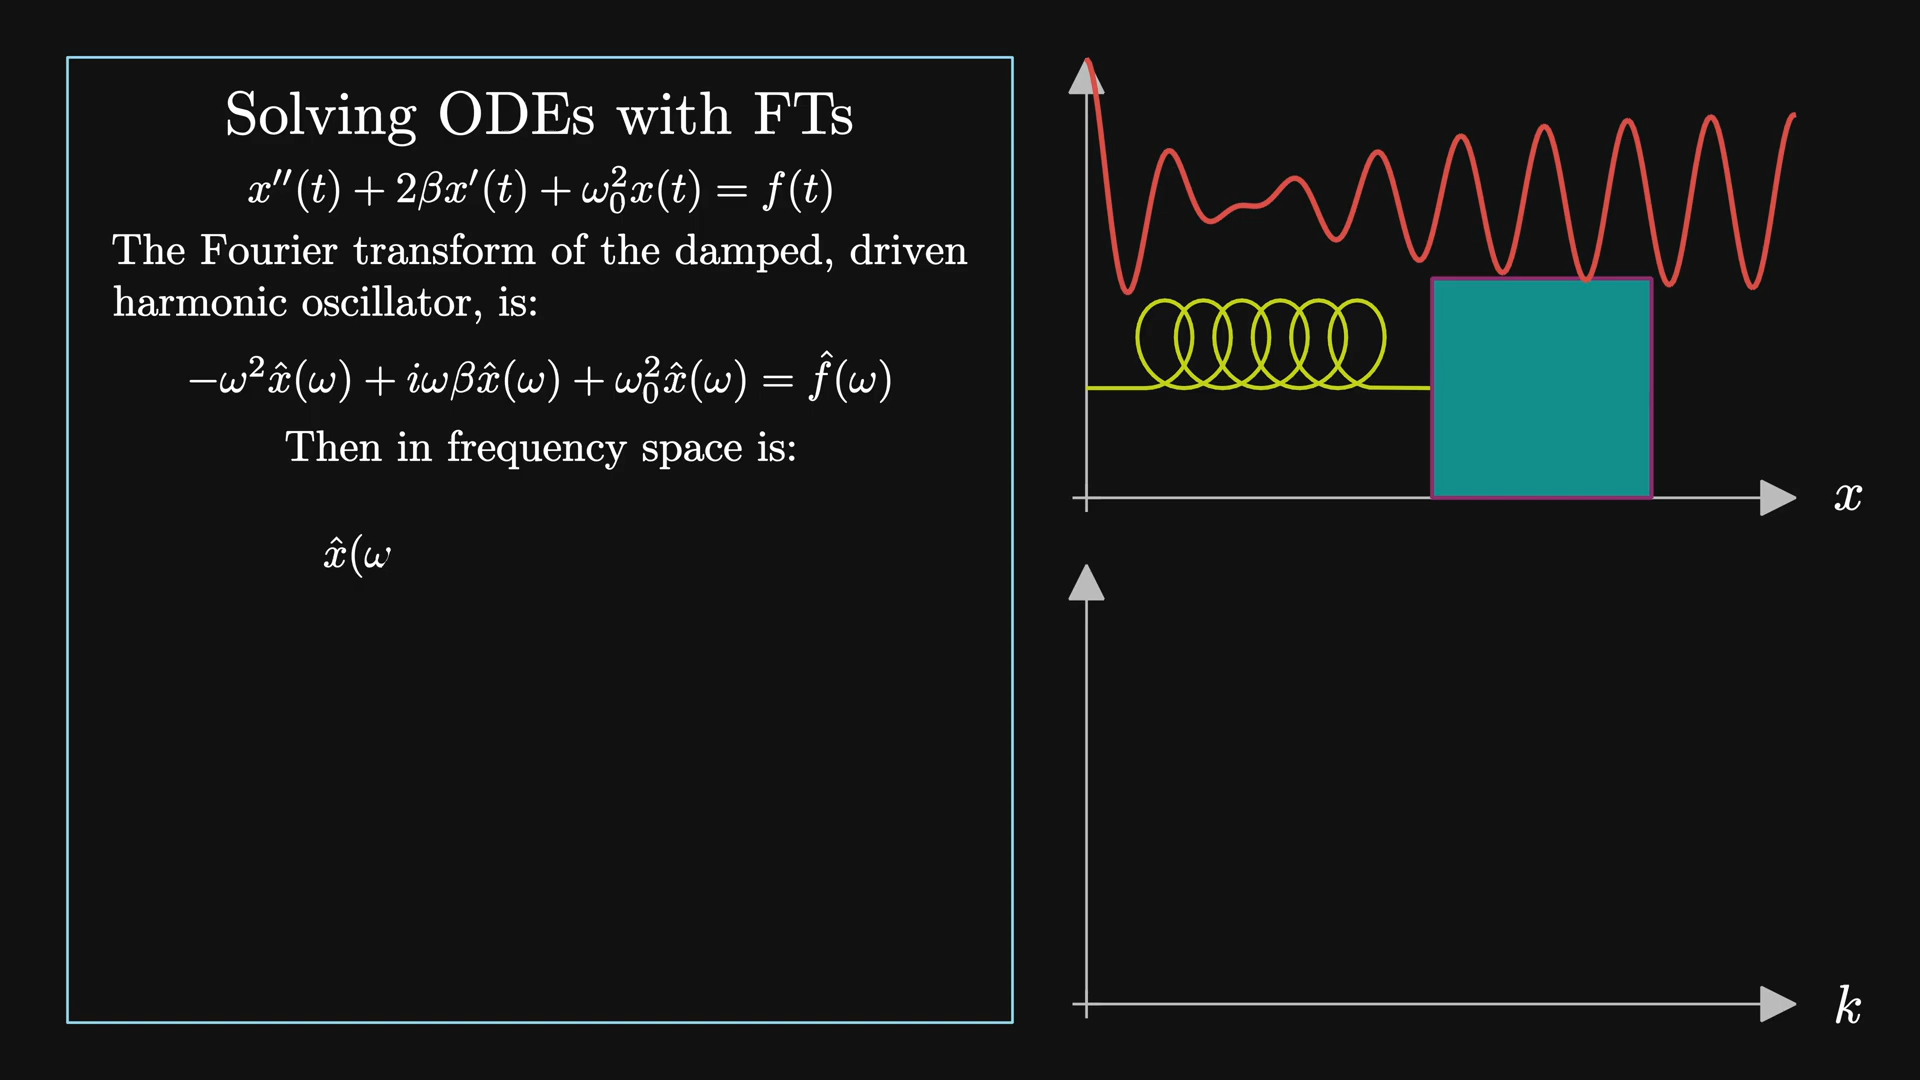 Solving ODEs with FTs
x''(t) + 2βx'(t) + ω₀²x(t) = f(t)
The Fourier transform of the damped, driven
harmonic oscillator, is:
−ω²x̂(ω) + iωβx̂(ω) + ω₀²x̂(ω) = f̂(ω)
Then in frequency space is:
x̂(ω
x
k